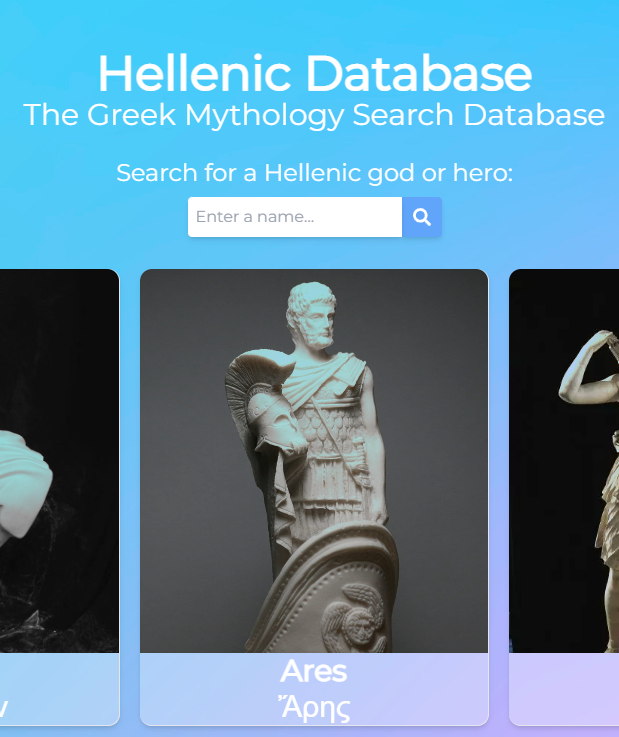 Hellenic Database
The Greek Mythology Search Database
Search for a Hellenic god or hero:
Enter a name...
Ares
Ἄρης